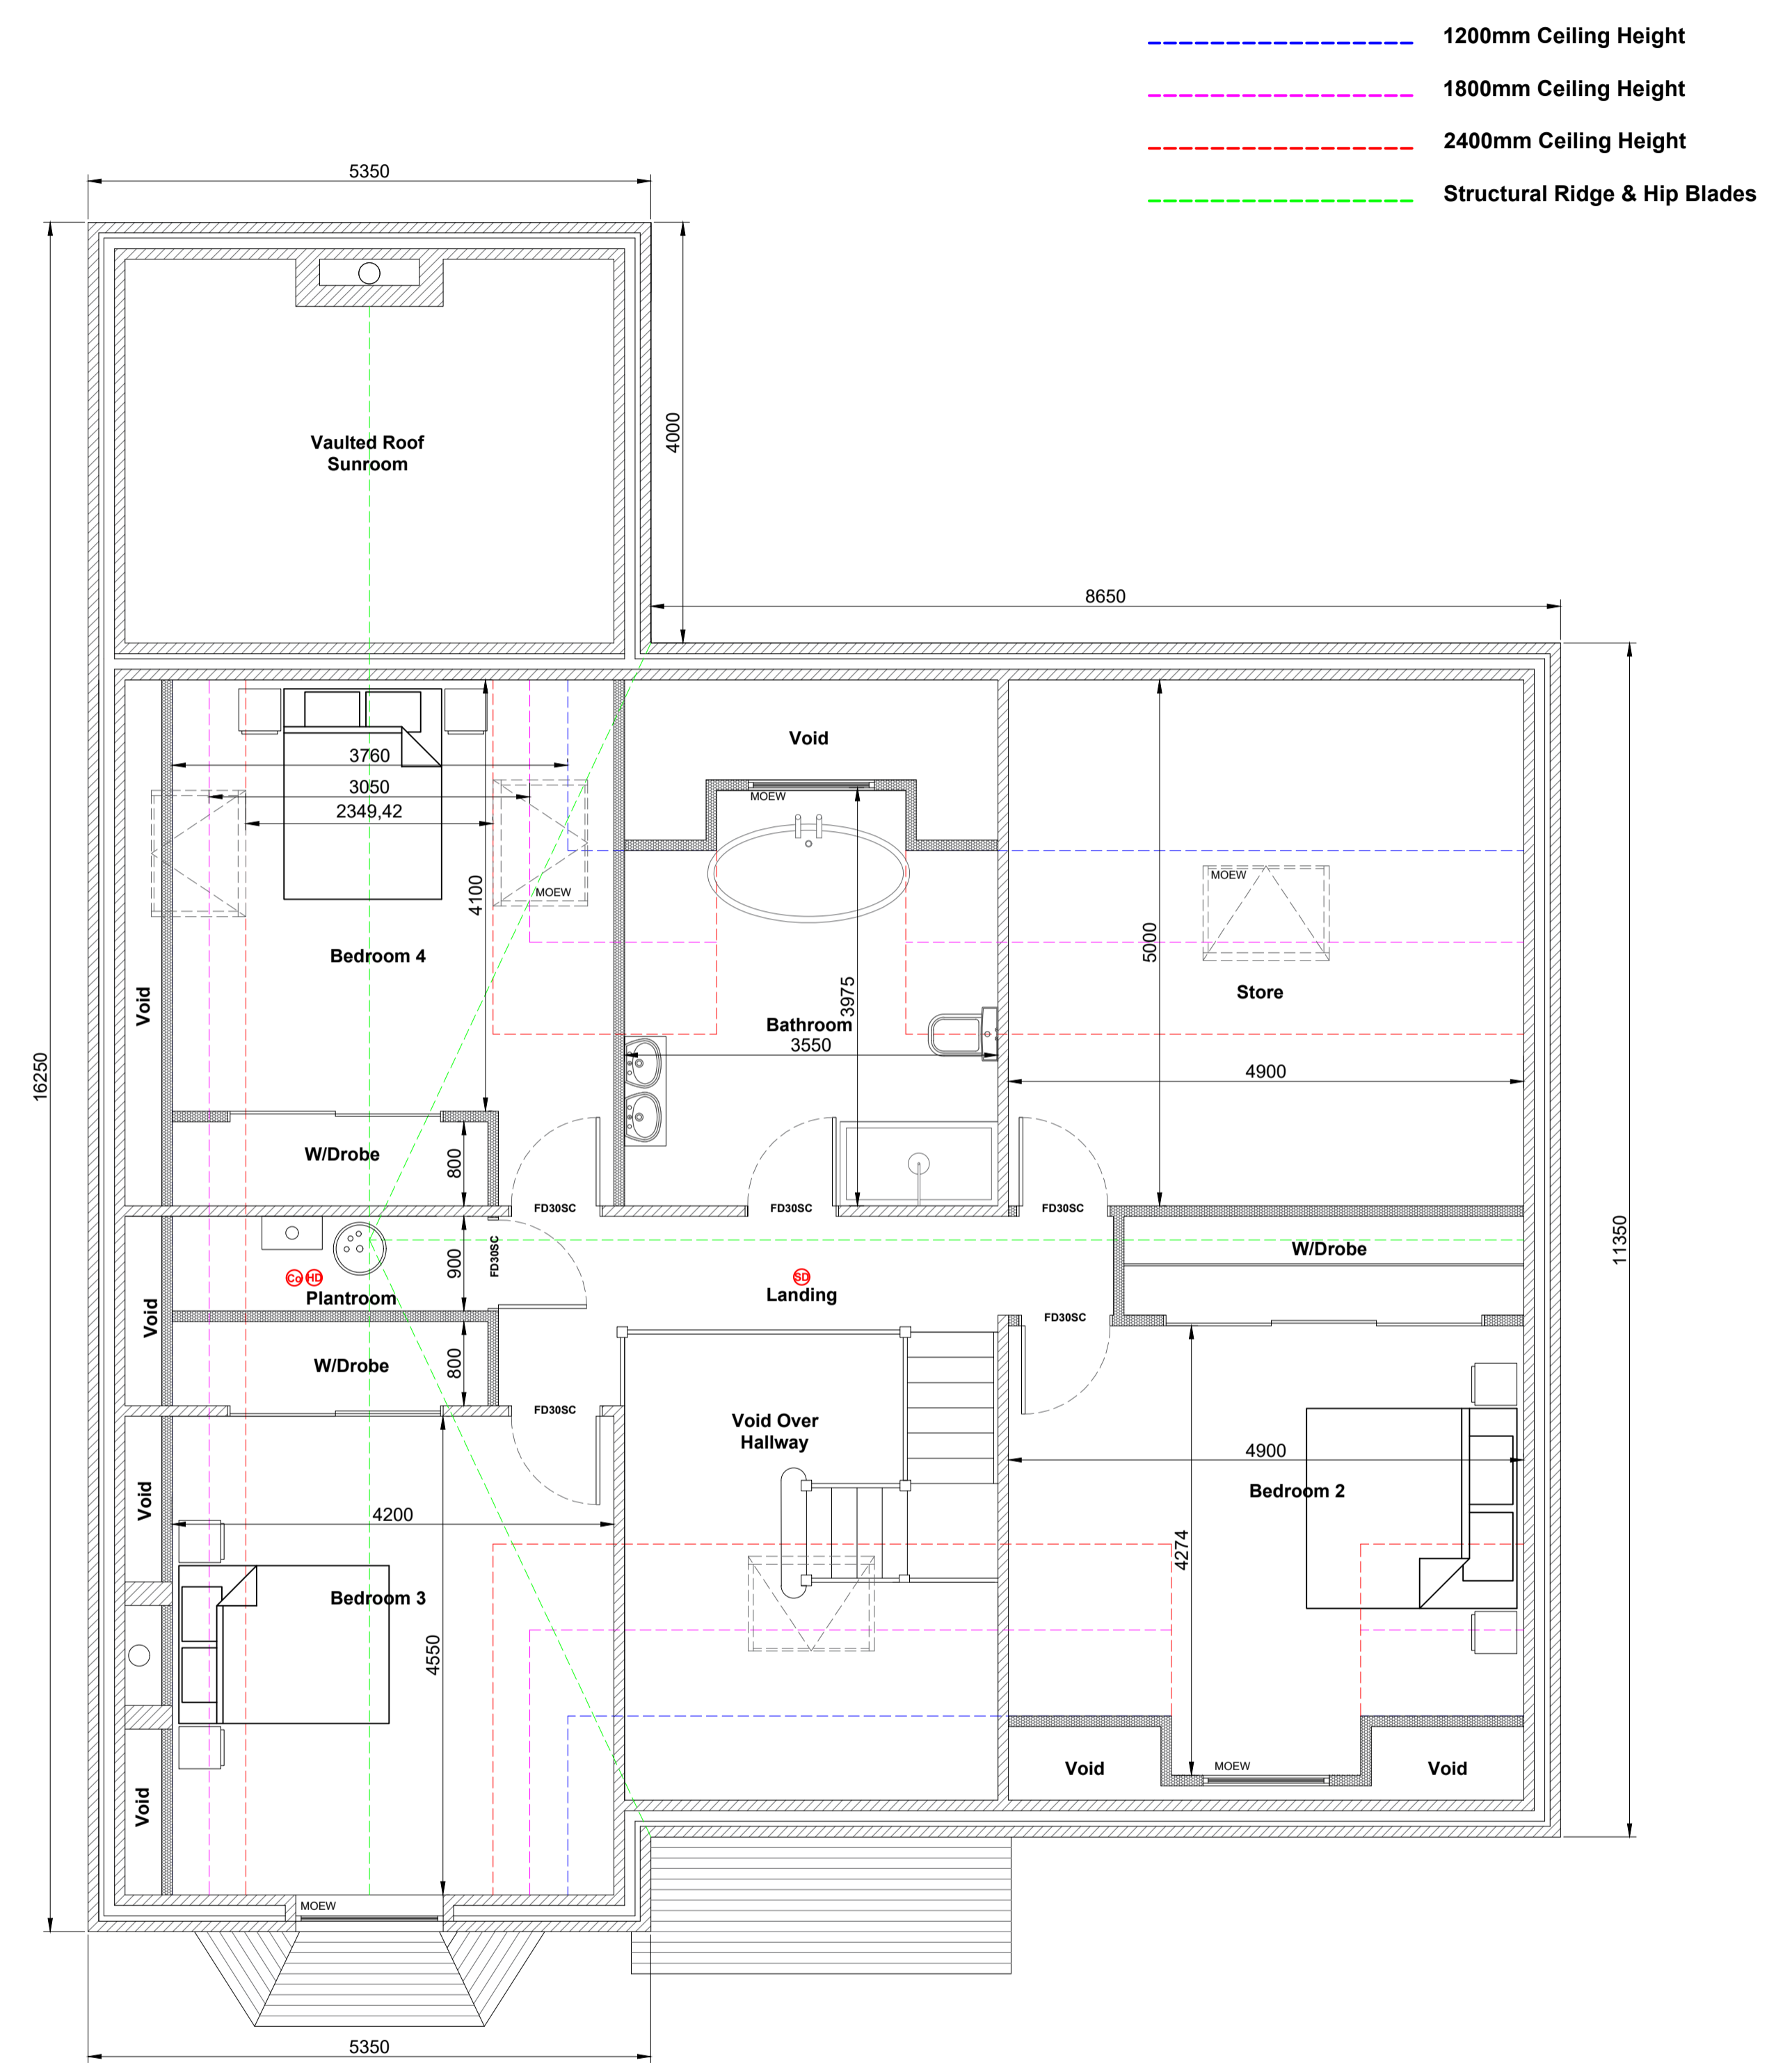 1200mm Ceiling Height
1800mm Ceiling Height
2400mm Ceiling Height
Structural Ridge & Hip Blades
5350
4000
Vaulted Roof
Sunroom
8650
Void
3760
3050
2349,42
MOEW
MOEW
MOEW
4100
Bedroom 4
Void
3975
5000
Store
Bathroom
3550
4900
16250
W/Drobe
800
FD30SC
FD30SC
FD30SC
FD30SC
900
Co
HD
Plantroom
SD
Landing
W/Drobe
11350
Void
W/Drobe
800
FD30SC
FD30SC
Void Over
Hallway
4900
Bedroom 2
Void
4200
4274
Bedroom 3
4550
Void
Void
MOEW
Void
MOEW
5350